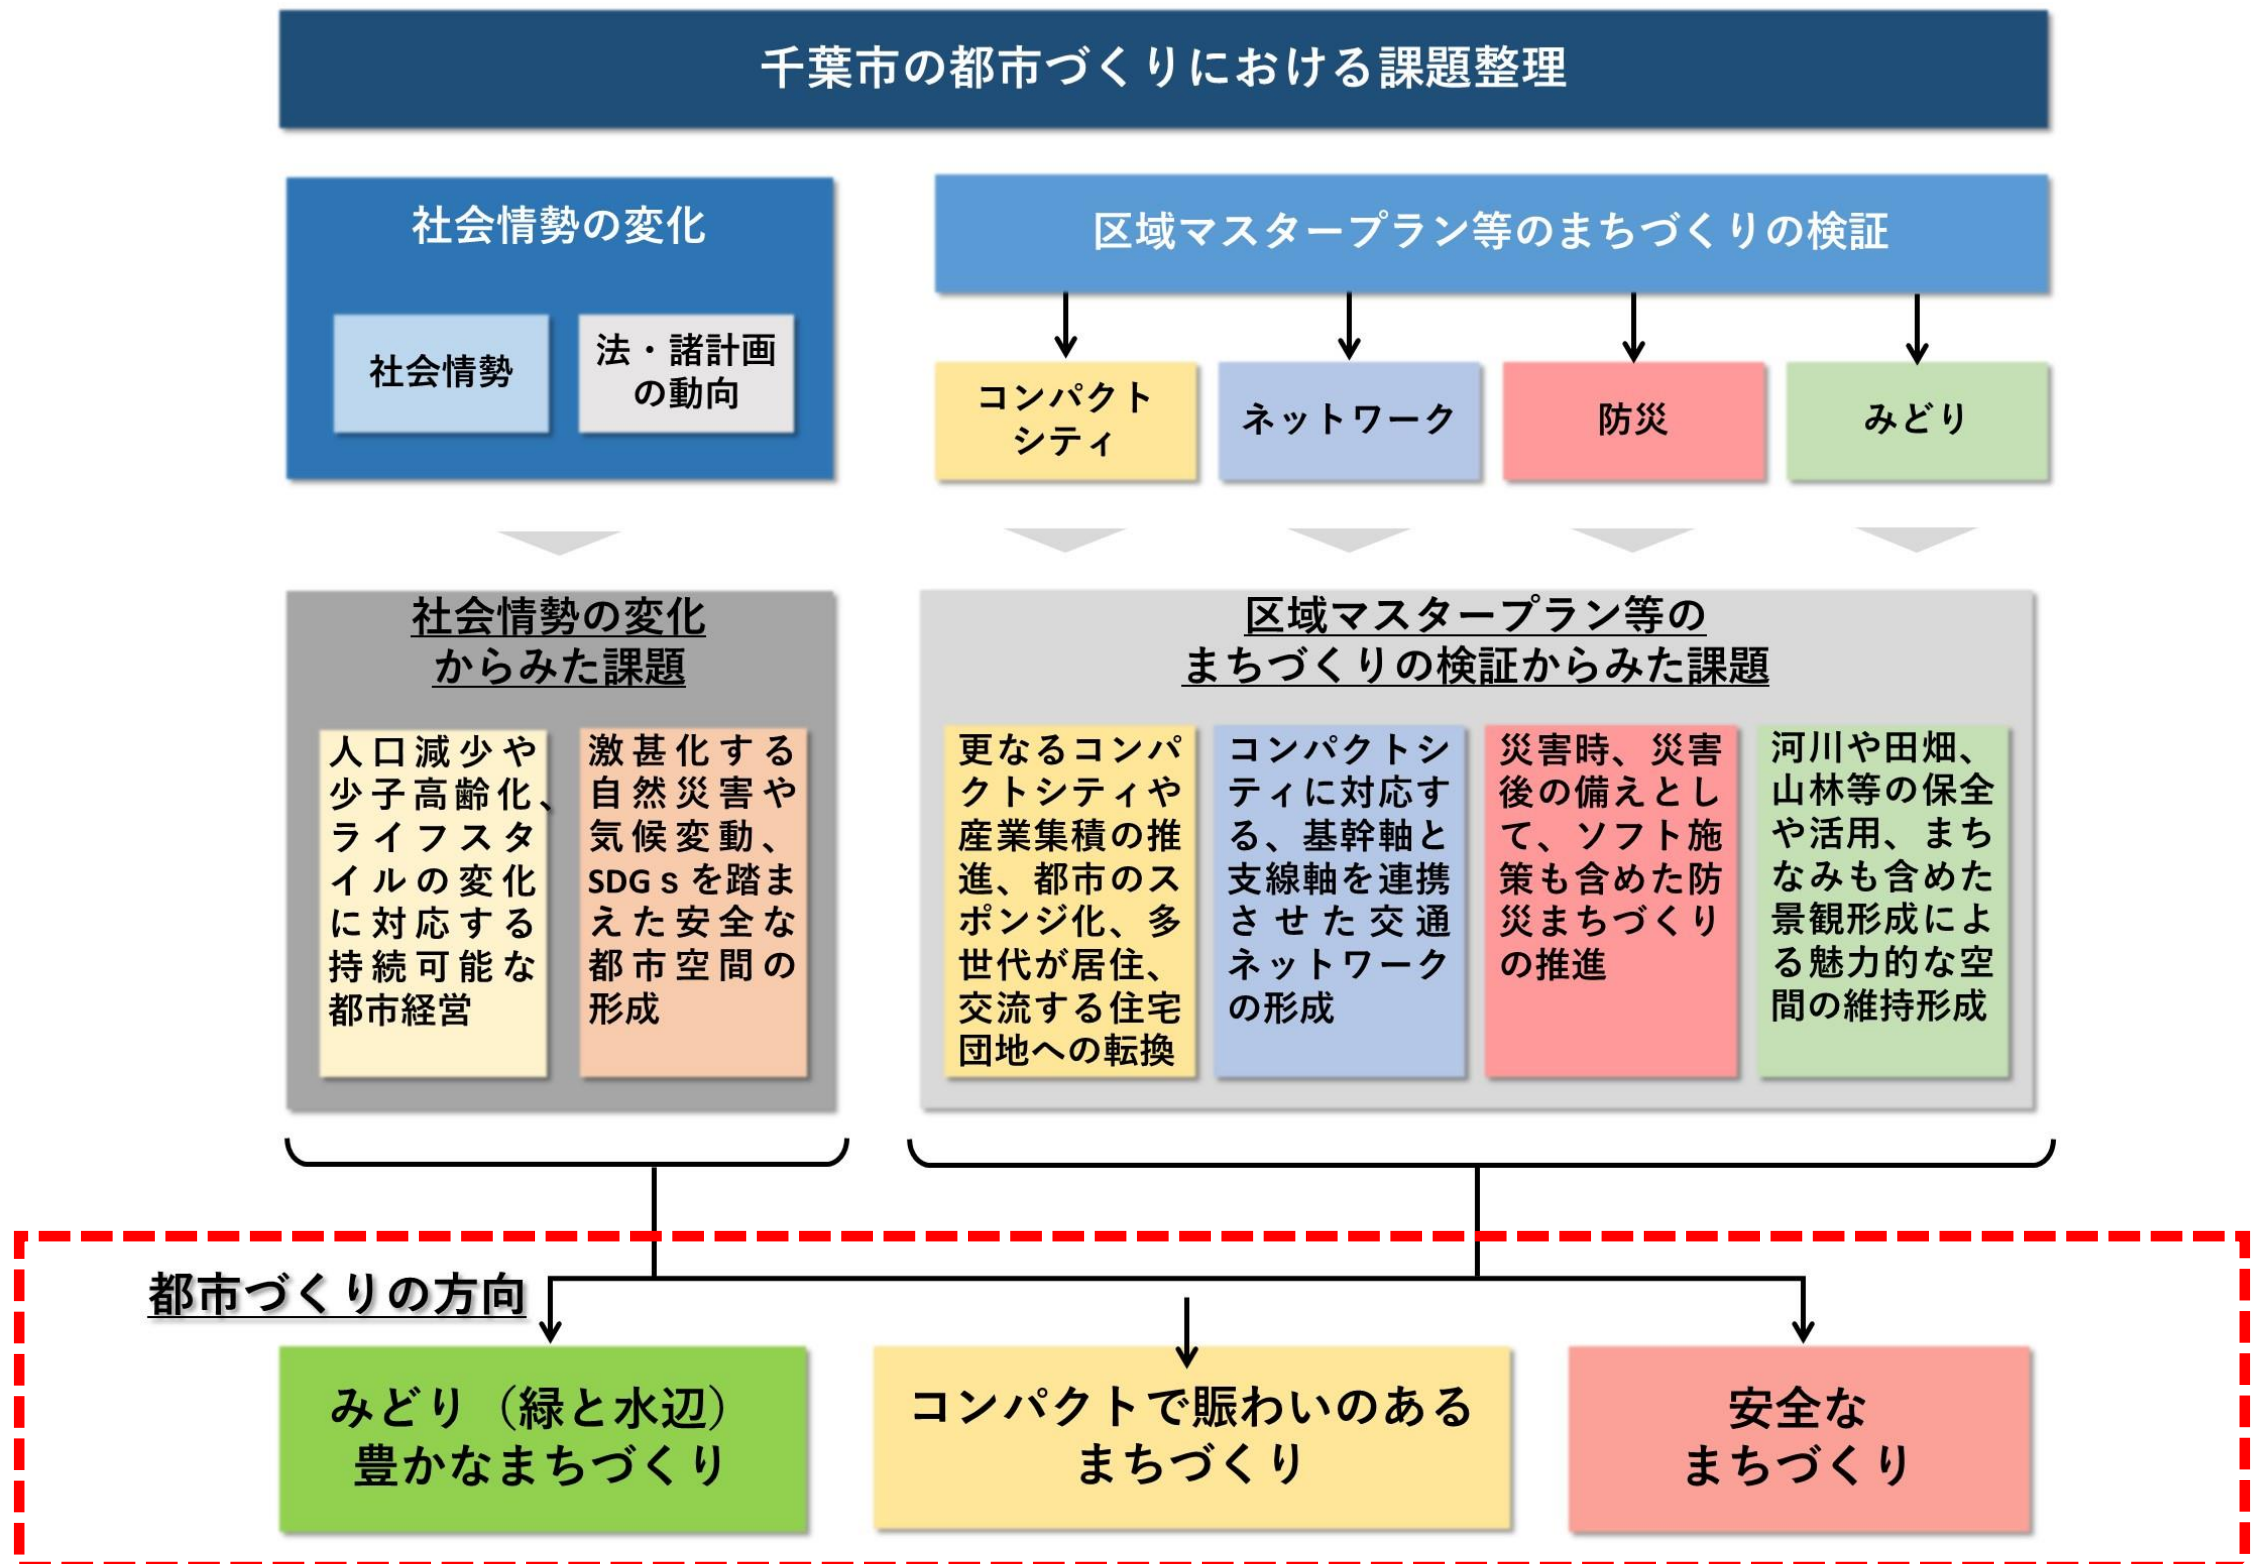 千葉市の都市づくりにおける課題整理
社会情勢の変化
社会情勢
法・諸計画
の動向
区域マスタープラン等のまちづくりの検証
コンパクト
シティ
ネットワーク
防災
みどり
社会情勢の変化
からみた課題
人口減少や
少子高齢化、
ライフスタ
イルの変化
に対応する
持続可能な
都市経営
激甚化する
自然災害や
気候変動、
SDGｓを踏ま
えた安全な
都市空間の
形成
区域マスタープラン等の
まちづくりの検証からみた課題
更なるコンパ
クトシティや
産業集積の推
進、都市のス
ポンジ化、多
世代が居住、
交流する住宅
団地への転換
コンパクトシ
ティに対応す
る、基幹軸と
支線軸を連携
させた交通
ネットワーク
の形成
災害時、災害
後の備えとし
て、ソフト施
策も含めた防
災まちづくり
の推進
河川や田畑、
山林等の保全
や活用、まち
なみも含めた
景観形成によ
る魅力的な空
間の維持形成
都市づくりの方向
みどり（緑と水辺）
豊かなまちづくり
コンパクトで賑わいのある
まちづくり
安全な
まちづくり